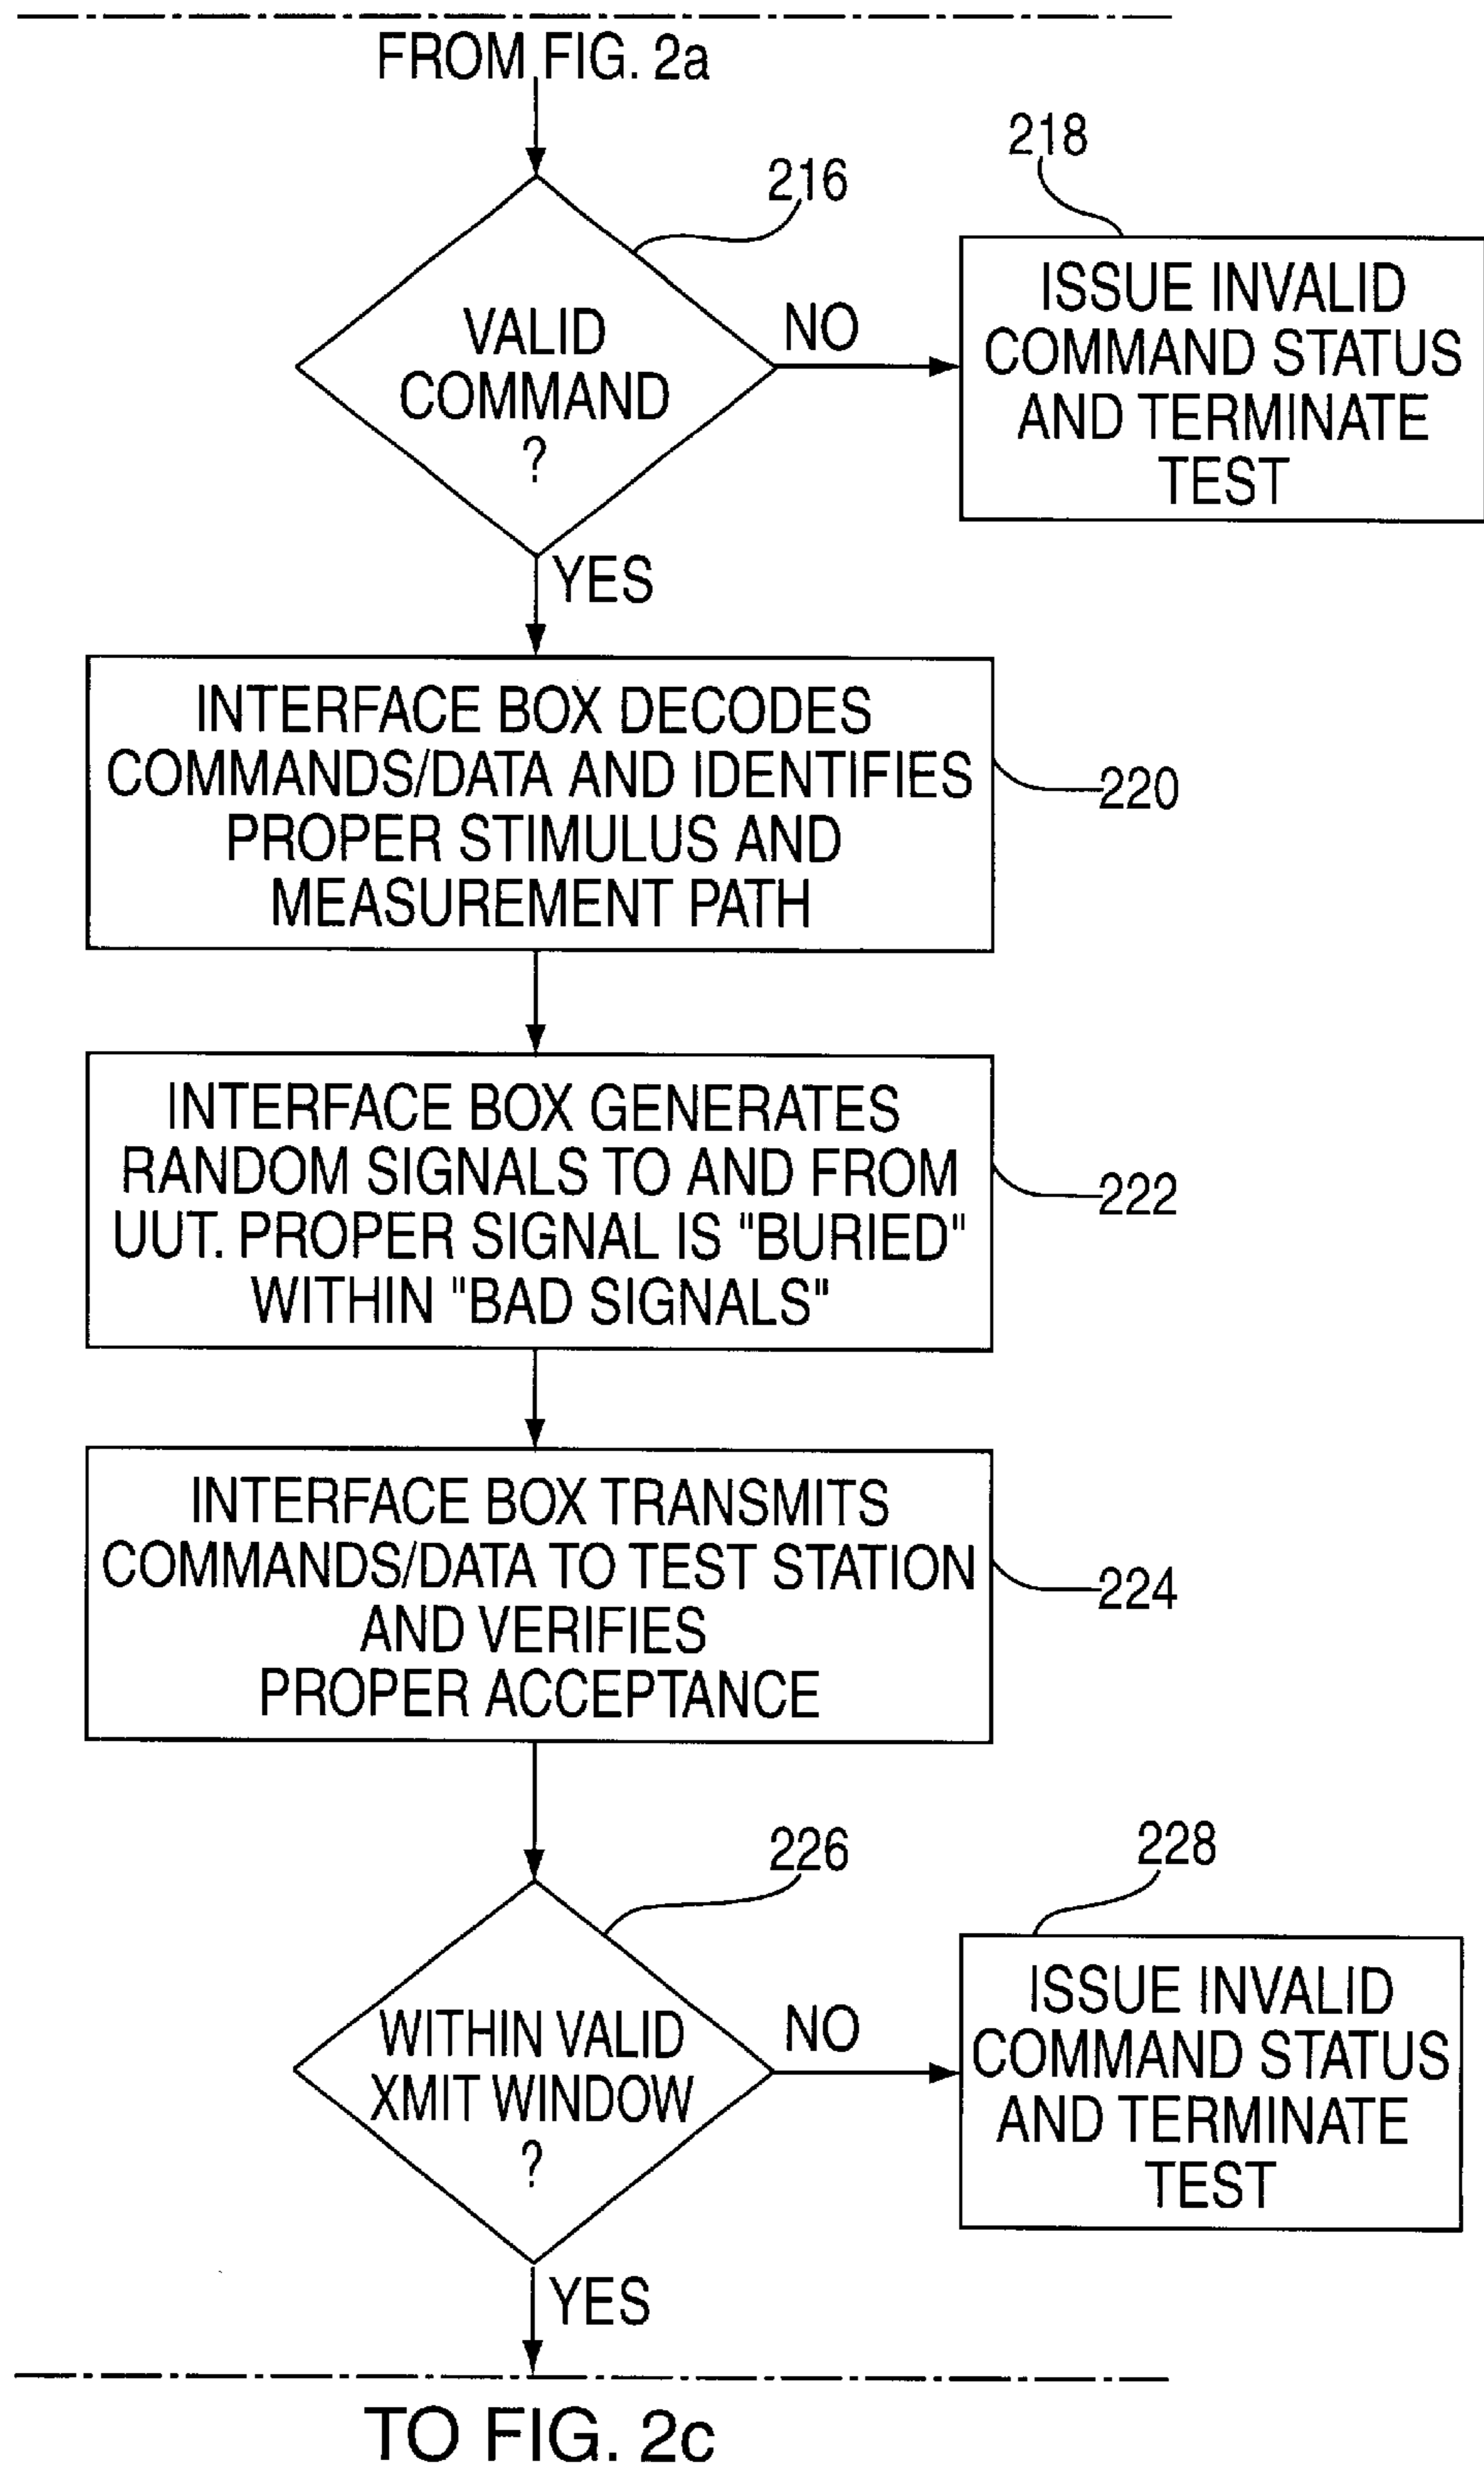 FROM FIG. 2a
218
216
ISSUE INVALID
COMMAND STATUS
AND TERMINATE
TEST
VALID
COMMAND
?
NO
YES
INTERFACE BOX DECODES
COMMANDS/DATA AND IDENTIFIES
PROPER STIMULUS AND
MEASUREMENT PATH
220
INTERFACE BOX GENERATES
RANDOM SIGNALS TO AND FROM
UUT. PROPER SIGNAL IS "BURIED"
WITHIN "BAD SIGNALS"
222
INTERFACE BOX TRANSMITS
COMMANDS/DATA TO TEST STATION
AND VERIFIES
PROPER ACCEPTANCE
224
226
228
WITHIN VALID
XMIT WINDOW
?
NO
ISSUE INVALID
COMMAND STATUS
AND TERMINATE
TEST
YES
TO FIG. 2c